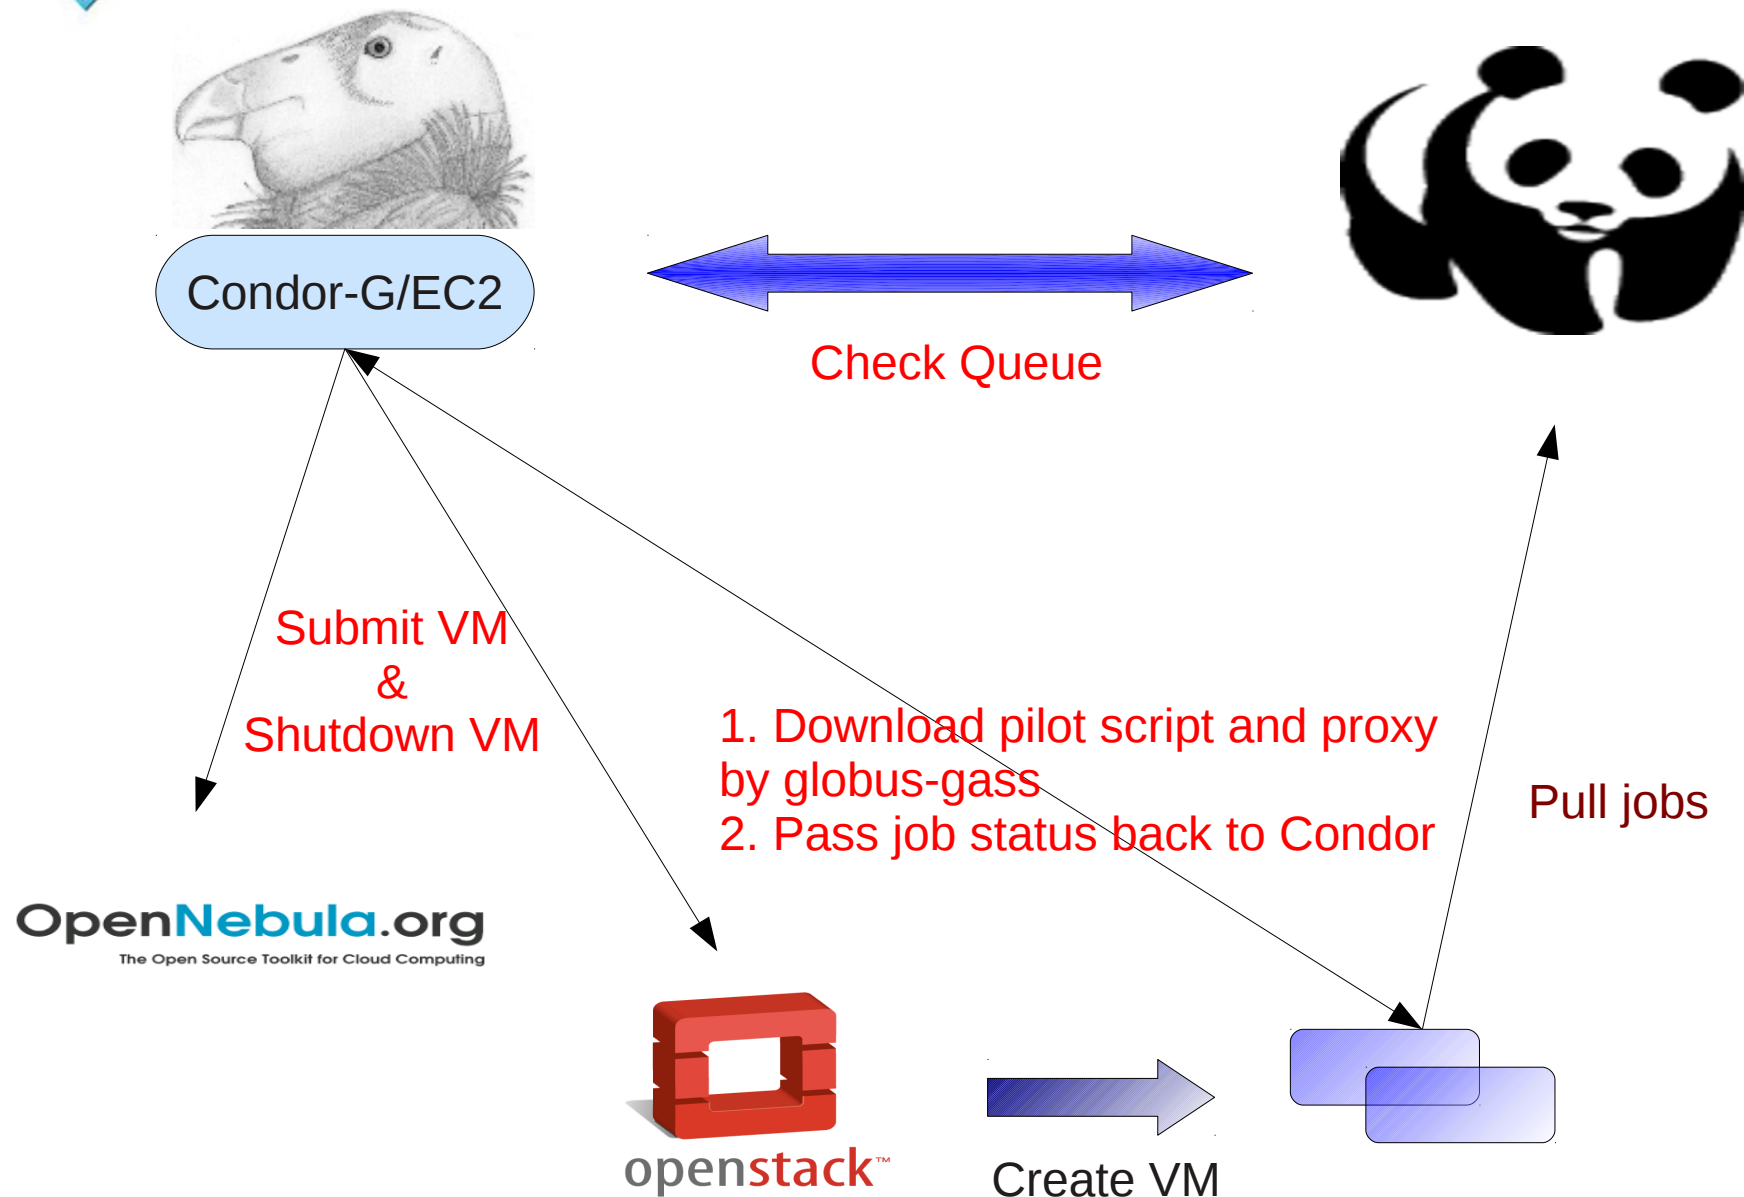 Condor-G/EC2
Check Queue
Submit VM
&
Shutdown VM
1. Download pilot script and proxy
by globus-gass
2. Pass job status back to Condor
Pull jobs
OpenNebula.org
The Open Source Toolkit for Cloud Computing
openstack™
Create VM